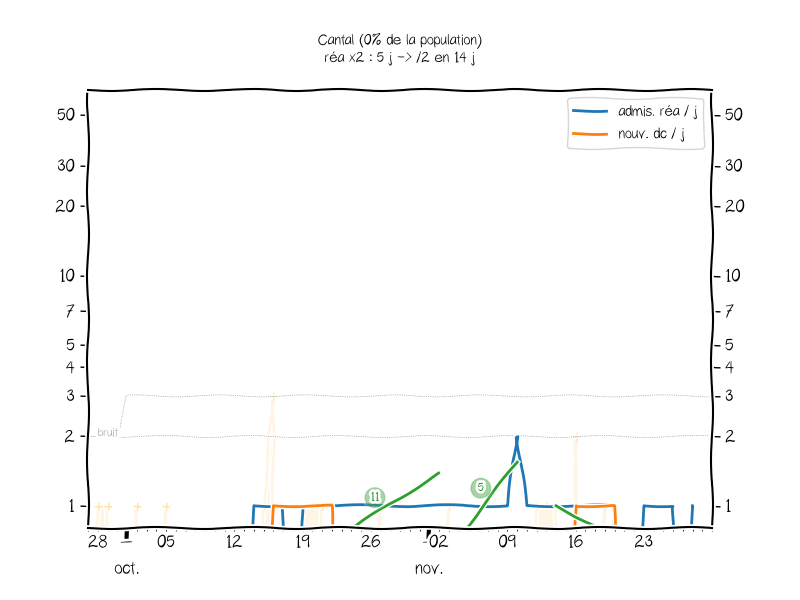 Cantal (0% de la population)
réa x2 : 5 j -> /2 en 14 j
admis. réa / j
nouv. dc / j
50 50
30 30
20 20
10 10
7 7
5 5
4 4
3 3
bruit
2 2
11 5
1 1
28 1 05 12 19 26 02 09 16 23
oct. nov.